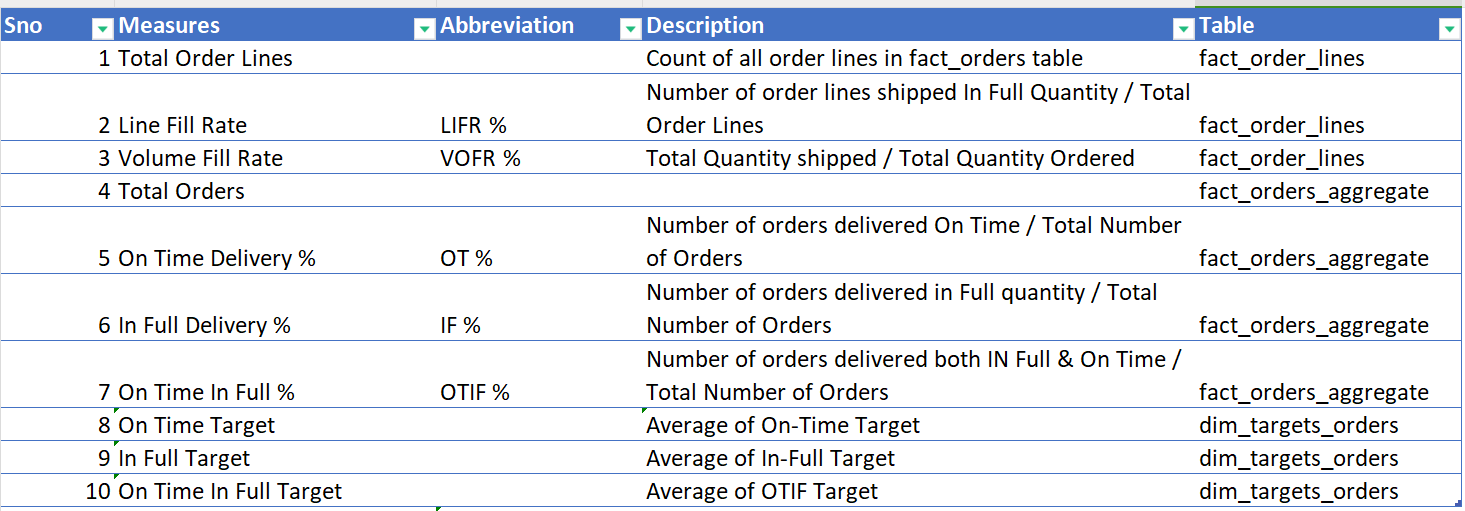 Sno Measures Abbreviation Description Table
1 Total Order Lines Count of all order lines in fact_orders table fact_order_lines
Number of order lines shipped In Full Quantity / Total
2 Line Fill Rate LIFR % Order Lines fact_order_lines
3 Volume Fill Rate VOFR % Total Quantity shipped / Total Quantity Ordered fact_order_lines
4 Total Orders fact_orders_aggregate
Number of orders delivered On Time / Total Number
5 On Time Delivery % OT % of Orders fact_orders_aggregate
Number of orders delivered in Full quantity / Total
6 In Full Delivery % IF % Number of Orders fact_orders_aggregate
Number of orders delivered both IN Full & On Time /
7 On Time In Full % OTIF % Total Number of Orders fact_orders_aggregate
8 On Time Target Average of On-Time Target dim_targets_orders
9 In Full Target Average of In-Full Target dim_targets_orders
10 On Time In Full Target Average of OTIF Target dim_targets_orders